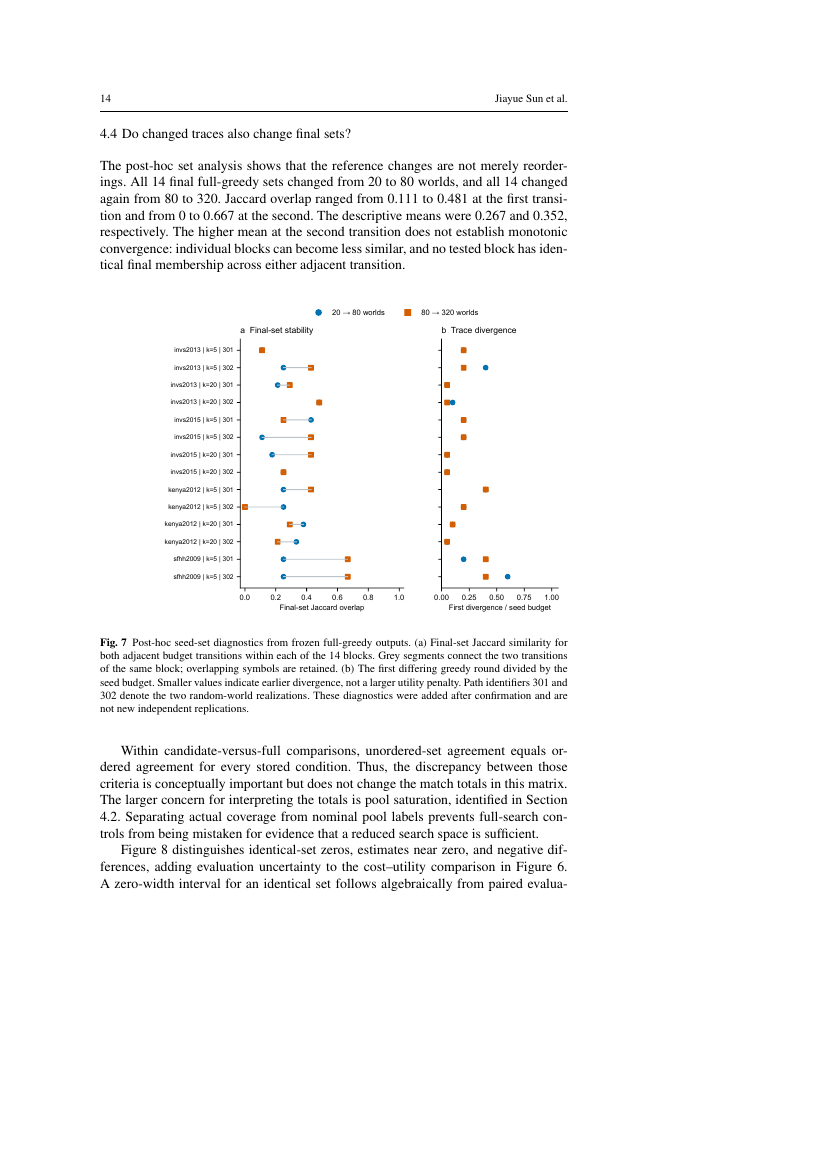 14
Jiayue Sun et al.
4.4 Do changed traces also change final sets?
The post-hoc set analysis shows that the reference changes are not merely reorder-
ings. All 14 final full-greedy sets changed from 20 to 80 worlds, and all 14 changed
again from 80 to 320. Jaccard overlap ranged from 0.111 to 0.481 at the first transi-
tion and from 0 to 0.667 at the second. The descriptive means were 0.267 and 0.352,
respectively. The higher mean at the second transition does not establish monotonic
convergence: individual blocks can become less similar, and no tested block has iden-
tical final membership across either adjacent transition.
20 → 80 worlds
80 → 320 worlds
a Final-set stability
b Trace divergence
invs2013 | k=5 | 301
invs2013 | k=5 | 302
invs2013 | k=20 | 301
invs2013 | k=20 | 302
invs2015 | k=5 | 301
invs2015 | k=5 | 302
invs2015 | k=20 | 301
invs2015 | k=20 | 302
kenya2012 | k=5 | 301
kenya2012 | k=5 | 302
kenya2012 | k=20 | 301
kenya2012 | k=20 | 302
sfhh2009 | k=5 | 301
sfhh2009 | k=5 | 302
0.0 0.2 0.4 0.6 0.8 1.0
Final-set Jaccard overlap
0.00 0.25 0.50 0.75 1.00
First divergence / seed budget
Fig. 7 Post-hoc seed-set diagnostics from frozen full-greedy outputs. (a) Final-set Jaccard similarity for
both adjacent budget transitions within each of the 14 blocks. Grey segments connect the two transitions
of the same block; overlapping symbols are retained. (b) The first differing greedy round divided by the
seed budget. Smaller values indicate earlier divergence, not a larger utility penalty. Path identifiers 301 and
302 denote the two random-world realizations. These diagnostics were added after confirmation and are
not new independent replications.
Within candidate-versus-full comparisons, unordered-set agreement equals or-
dered agreement for every stored condition. Thus, the discrepancy between those
criteria is conceptually important but does not change the match totals in this matrix.
The larger concern for interpreting the totals is pool saturation, identified in Section
4.2. Separating actual coverage from nominal pool labels prevents full-search con-
trols from being mistaken for evidence that a reduced search space is sufficient.
Figure 8 distinguishes identical-set zeros, estimates near zero, and negative dif-
ferences, adding evaluation uncertainty to the cost–utility comparison in Figure 6.
A zero-width interval for an identical set follows algebraically from paired evalua-